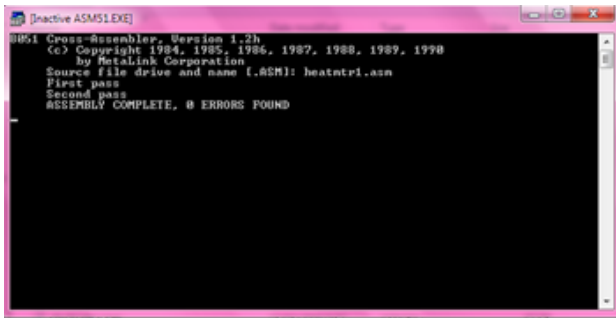 [Inactive ASM51.EXE]
8051 Cross-Assembler, Version 1.2h
(c) Copyright 1984, 1985, 1986, 1987, 1988, 1989, 1990
by MetaLink Corporation
Source file drive and name [.ASM]: heatmtr1.asm
First pass
Second pass
ASSEMBLY COMPLETE, 0 ERRORS FOUND